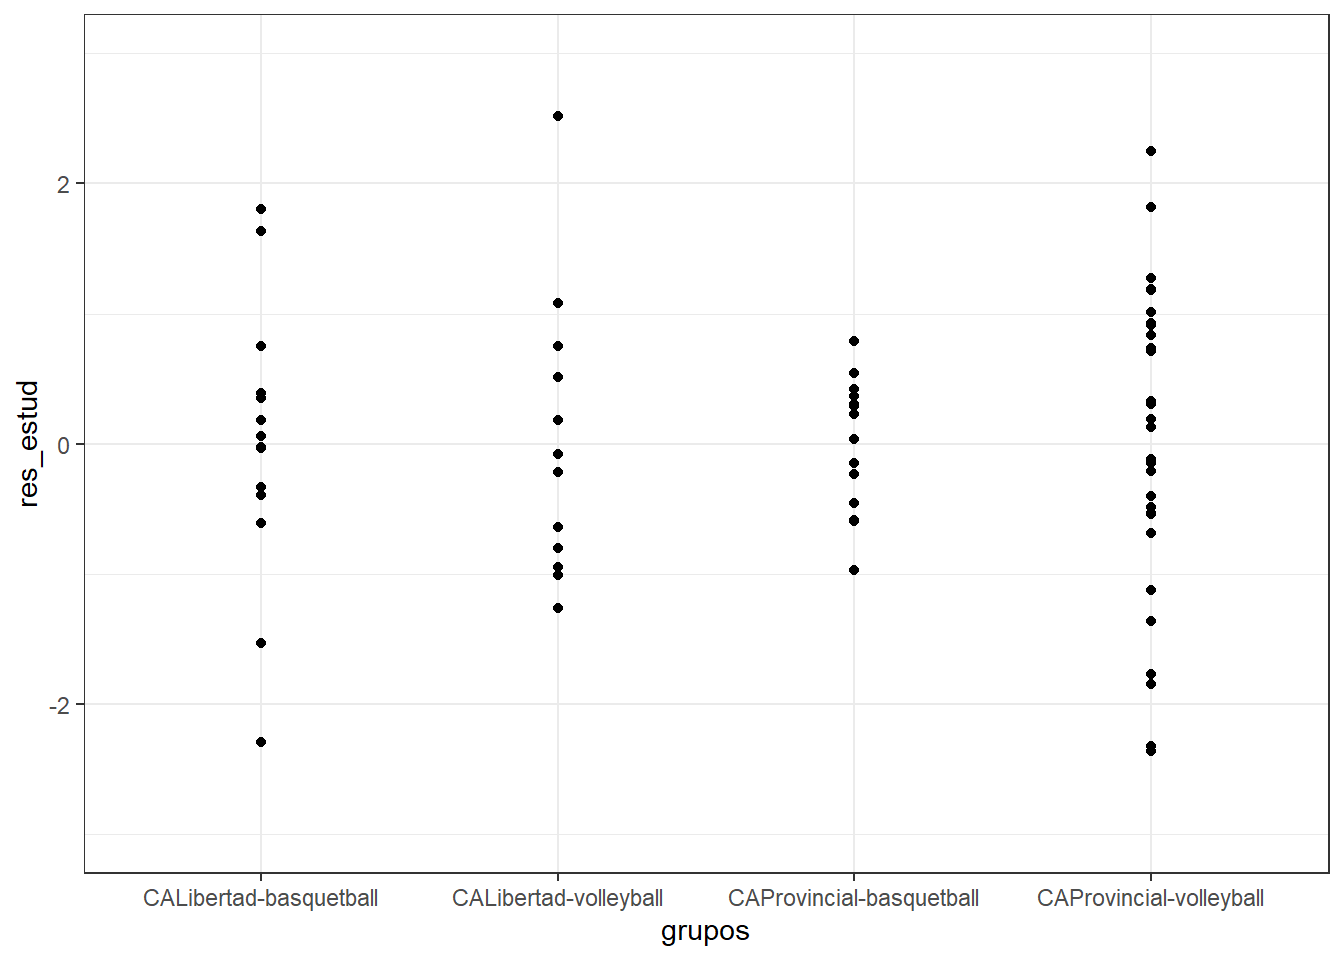 res_estud
2
0
-2
CALibertad-basquetball
CALibertad-volleyball
CAProvincial-basquetball
CAProvincial-volleyball
grupos